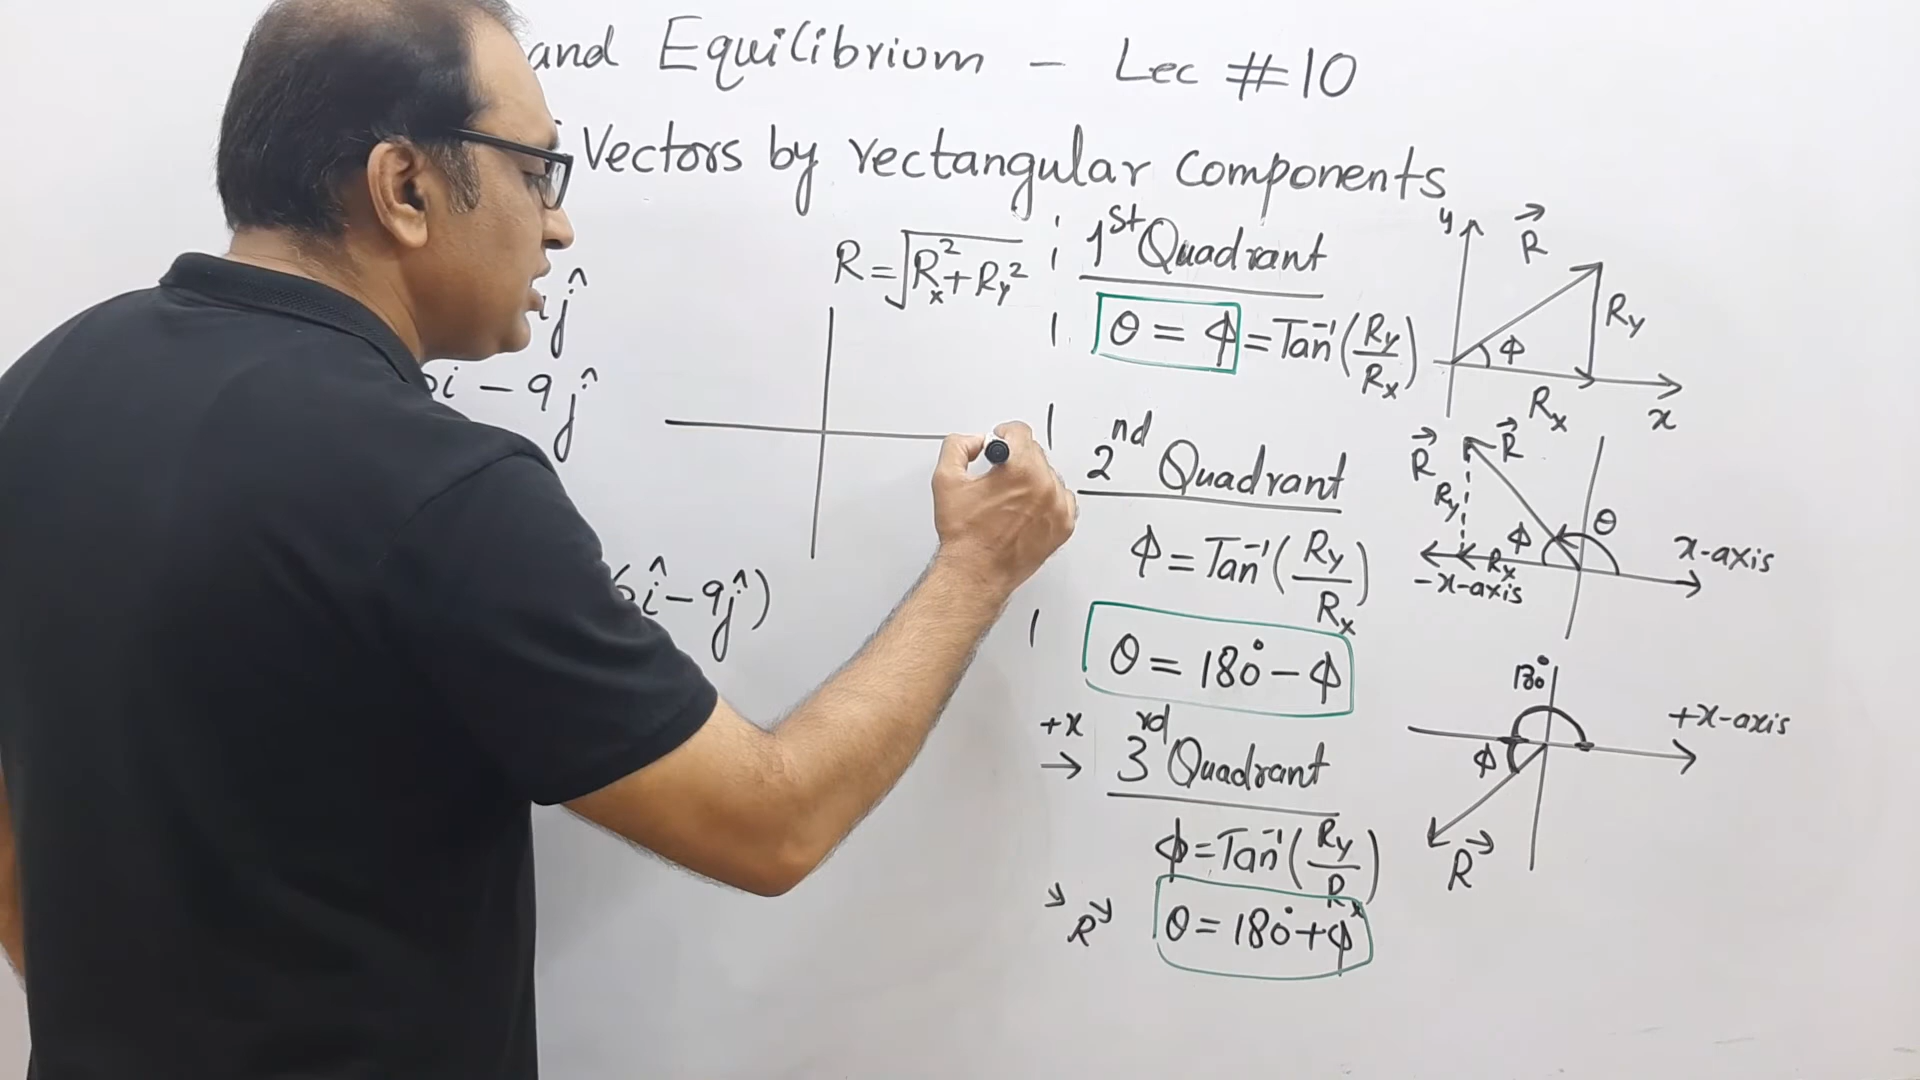 and Equilibrium - Lec #10
Vectors by rectangular components
ĵ
i - 9ĵ
î-9ĵ)
R=√(Rx²+Ry²)
1st Quadrant
θ = Φ = Tan⁻¹(Ry/Rx)
y
R⃗
Ry
Φ
Rx
x
2nd Quadrant
Φ = Tan⁻¹(Ry/Rx)
θ = 180° - Φ
R⃗
R⃗
Ry
Φ
θ
Rx
x-axis
-x-axis
+x
3rd Quadrant
Φ = Tan⁻¹(Ry/Rx)
R⃗
θ = 180°+Φ
180°
+x-axis
Φ
R⃗